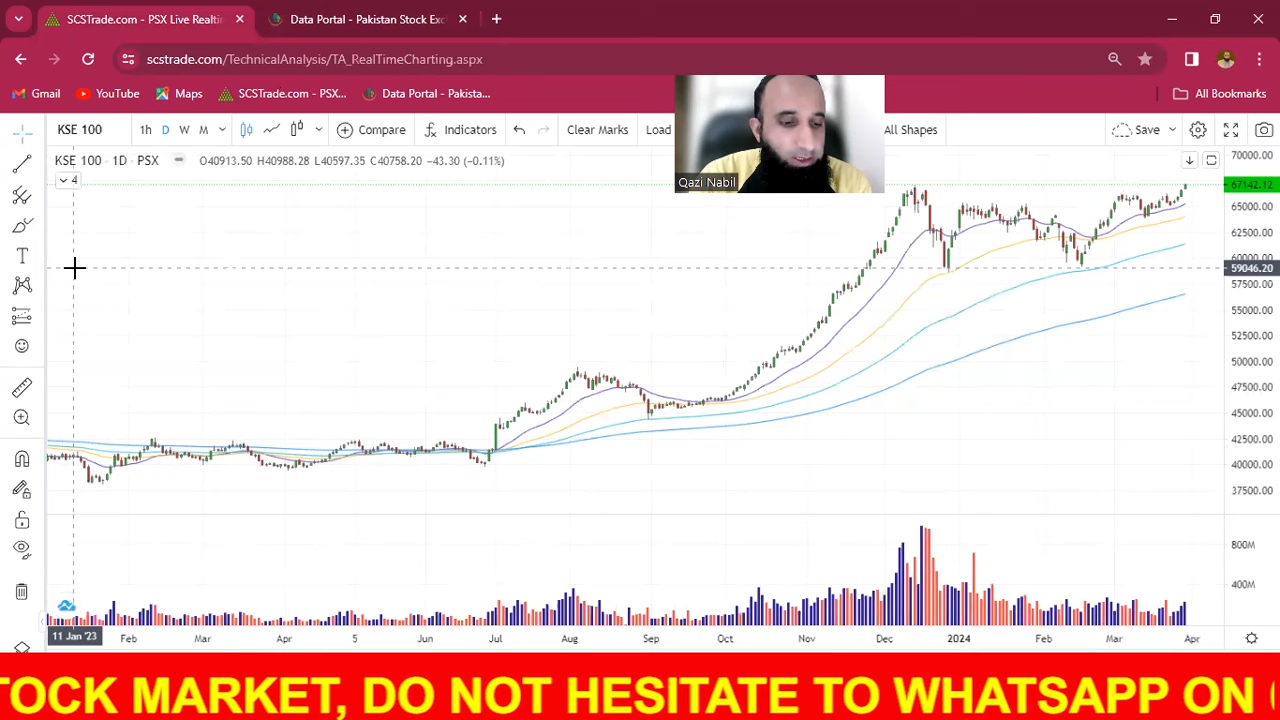 SCSTrade.com - PSX Live Realti
Data Portal - Pakistan Stock Exc
scstrade.com/TechnicalAnalysis/TA_RealTimeCharting.aspx
Gmail YouTube Maps SCSTrade.com - PSX... Data Portal - Pakista... All Bookmarks
KSE 100 1h D W M Compare Indicators Clear Marks Load All Shapes Save
KSE 100 · 1D · PSX O40913.50 H40988.28 L40597.35 C40758.20 −43.30 (−0.11%)
4
Qazi Nabil
70000.00
67142.12
65000.00
62500.00
60000.00
59046.20
57500.00
55000.00
52500.00
50000.00
47500.00
45000.00
42500.00
40000.00
37500.00
800M
400M
11 Jan '23 Feb Mar Apr 5 Jun Jul Aug Sep Oct Nov Dec 2024 Feb Mar Apr
TOCK MARKET, DO NOT HESITATE TO WHATSAPP ON